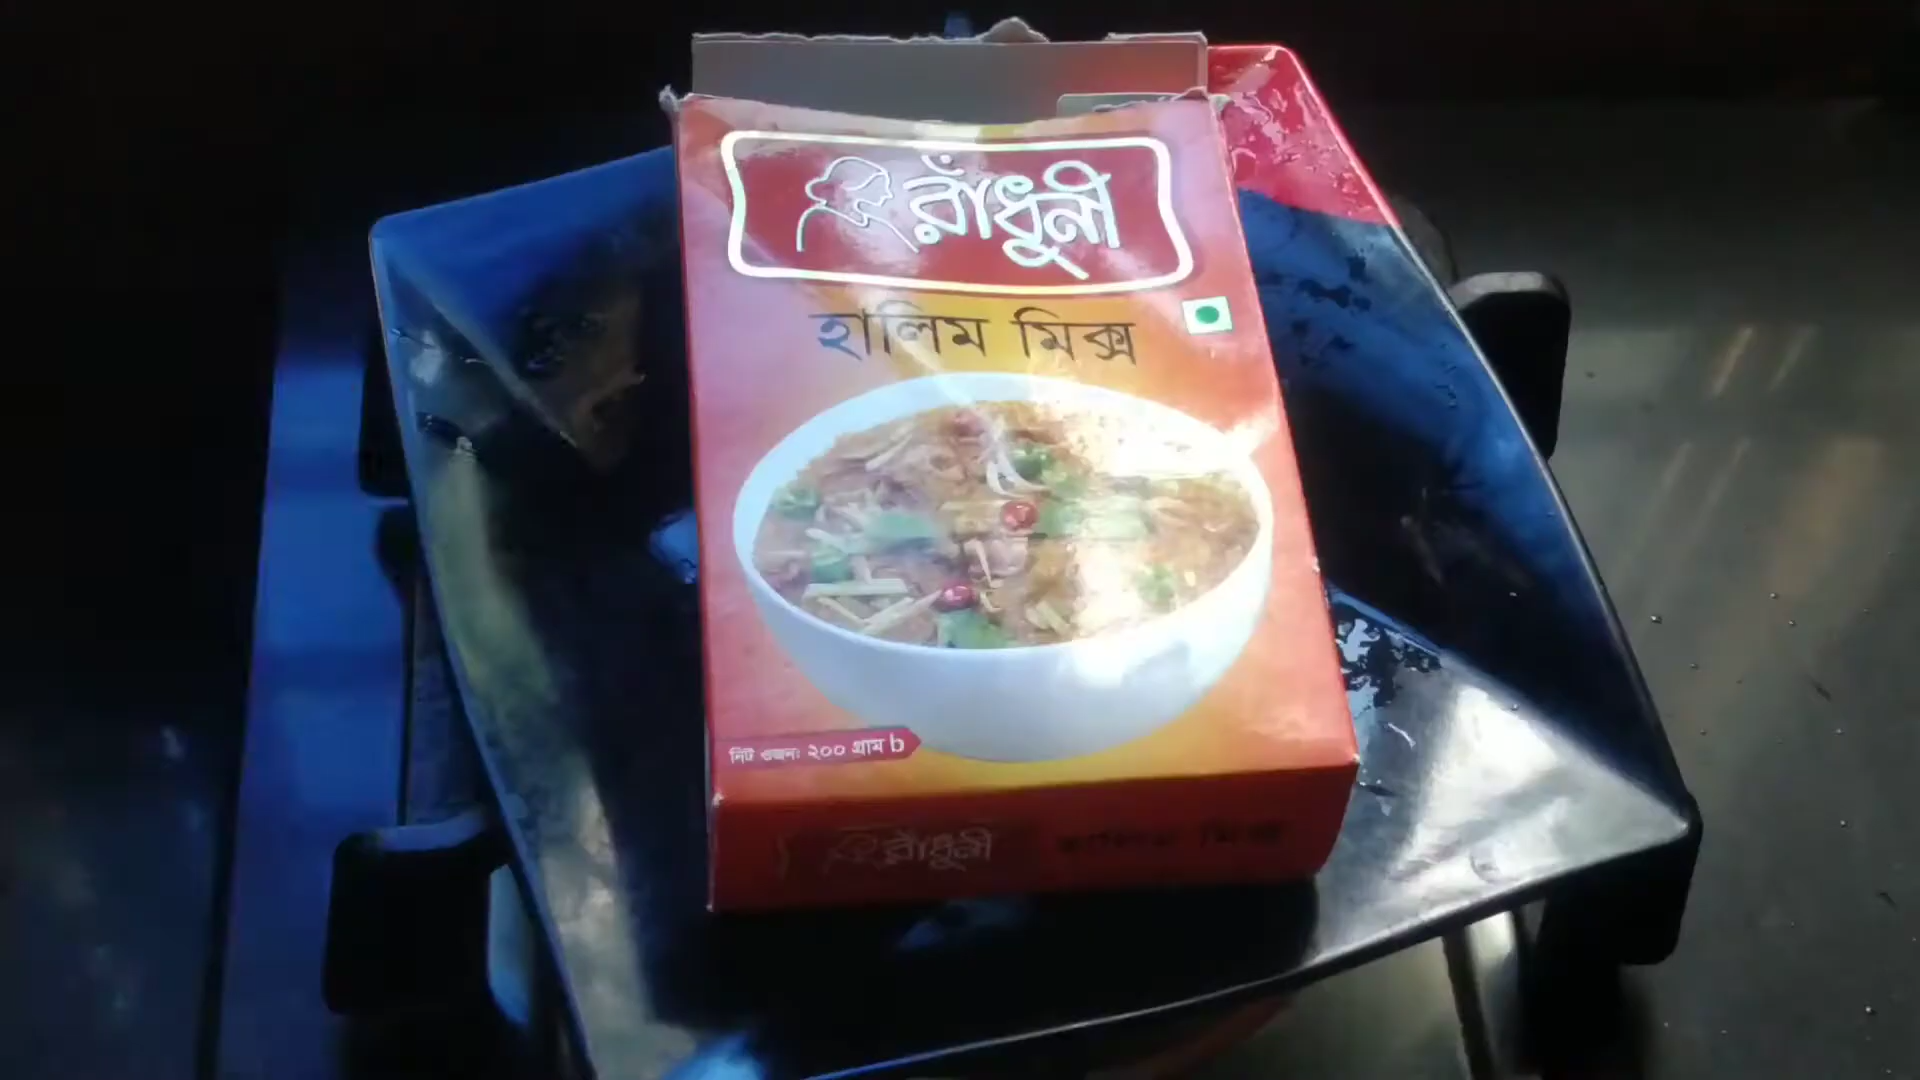 রাঁধুনী
হালিম মিক্স
নিট ওজন: ২০০ গ্রাম b
রাঁধুনী হালিম মিক্স